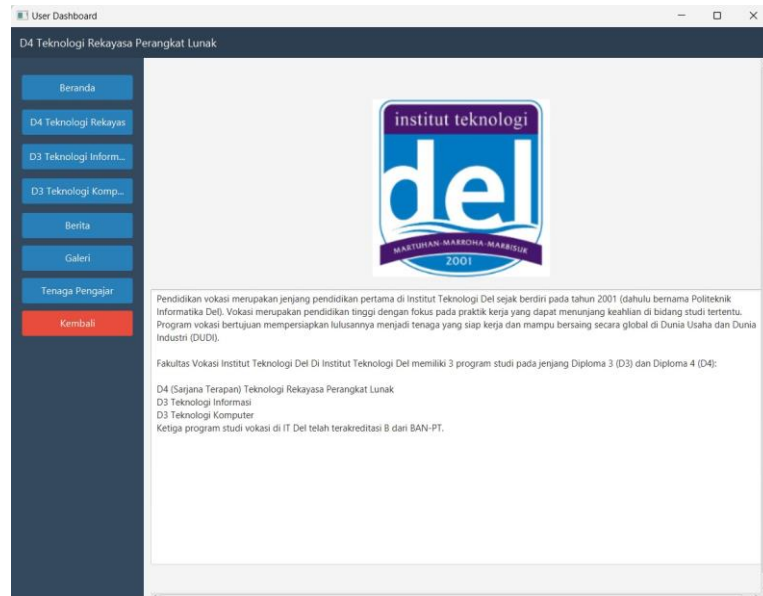 User Dashboard
D4 Teknologi Rekayasa Perangkat Lunak
Beranda
D4 Teknologi Rekayas
D3 Teknologi Inform...
D3 Teknologi Komp...
Berita
Galeri
Tenaga Pengajar
Kembali
institut teknologi
del
MARTUHAN-MARROHA-MARBISUK
2001
Pendidikan vokasi merupakan jenjang pendidikan pertama di Institut Teknologi Del sejak berdiri pada tahun 2001 (dahulu bernama Politeknik
Informatika Del). Vokasi merupakan pendidikan tinggi dengan fokus pada praktik kerja yang dapat menunjang keahlian di bidang studi tertentu.
Program vokasi bertujuan mempersiapkan lulusannya menjadi tenaga yang siap kerja dan mampu bersaing secara global di Dunia Usaha dan Dunia
Industri (DUDI).
Fakultas Vokasi Institut Teknologi Del Di Institut Teknologi Del memiliki 3 program studi pada jenjang Diploma 3 (D3) dan Diploma 4 (D4):
D4 (Sarjana Terapan) Teknologi Rekayasa Perangkat Lunak
D3 Teknologi Informasi
D3 Teknologi Komputer
Ketiga program studi vokasi di IT Del telah terakreditasi B dari BAN-PT.